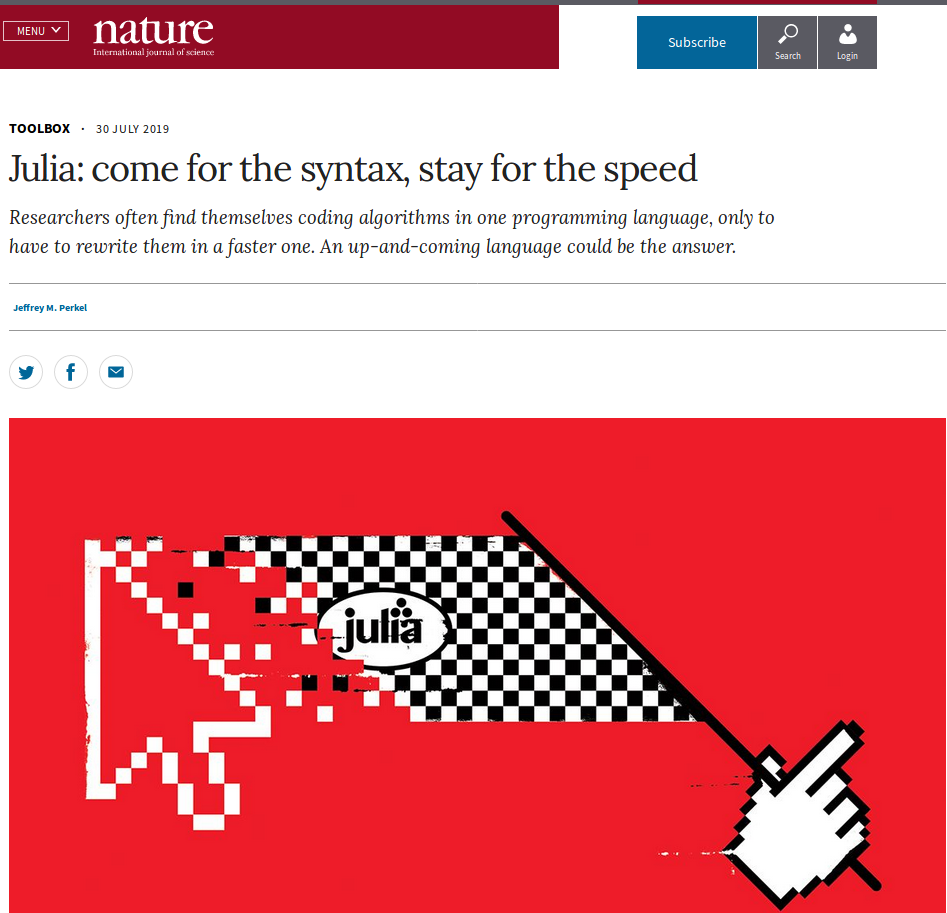 MENU
nature
International journal of science
Subscribe
Search
Login
TOOLBOX · 30 JULY 2019
Julia: come for the syntax, stay for the speed
Researchers often find themselves coding algorithms in one programming language, only to
have to rewrite them in a faster one. An up-and-coming language could be the answer.
Jeffrey M. Perkel
julia